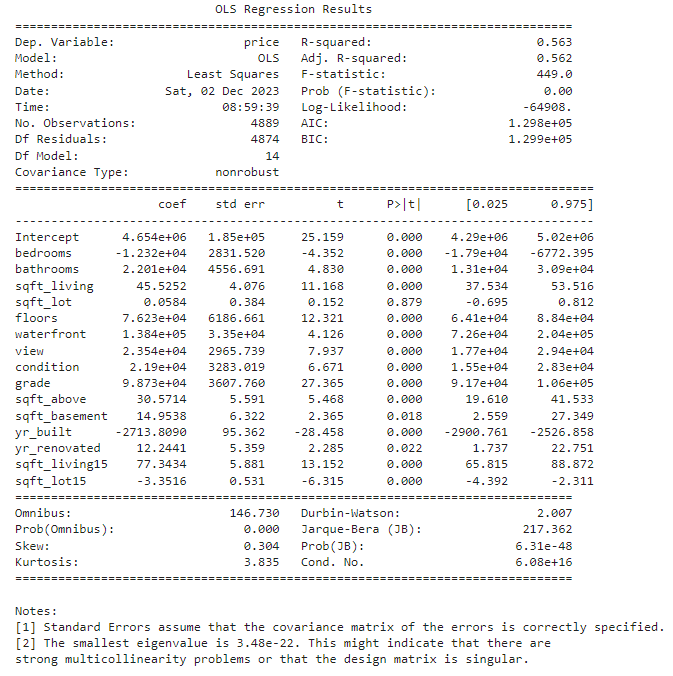 OLS Regression Results
==============================================================================
Dep. Variable:                  price   R-squared:                       0.563
Model:                            OLS   Adj. R-squared:                  0.562
Method:                 Least Squares   F-statistic:                     449.0
Date:                Sat, 02 Dec 2023   Prob (F-statistic):               0.00
Time:                        08:59:39   Log-Likelihood:                -64908.
No. Observations:                4889   AIC:                         1.298e+05
Df Residuals:                    4874   BIC:                         1.299e+05
Df Model:                          14
Covariance Type:            nonrobust
=================================================================================
                    coef    std err          t      P>|t|      [0.025      0.975]
---------------------------------------------------------------------------------
Intercept      4.654e+06   1.85e+05     25.159      0.000    4.29e+06    5.02e+06
bedrooms      -1.232e+04   2831.520     -4.352      0.000   -1.79e+04   -6772.395
bathrooms      2.201e+04   4556.691      4.830      0.000    1.31e+04    3.09e+04
sqft_living      45.5252      4.076     11.168      0.000      37.534      53.516
sqft_lot          0.0584      0.384      0.152      0.879      -0.695       0.812
floors         7.623e+04   6186.661     12.321      0.000    6.41e+04    8.84e+04
waterfront     1.384e+05   3.35e+04      4.126      0.000    7.26e+04    2.04e+05
view           2.354e+04   2965.739      7.937      0.000    1.77e+04    2.94e+04
condition       2.19e+04   3283.019      6.671      0.000    1.55e+04    2.83e+04
grade          9.873e+04   3607.760     27.365      0.000    9.17e+04    1.06e+05
sqft_above       30.5714      5.591      5.468      0.000      19.610      41.533
sqft_basement    14.9538      6.322      2.365      0.018       2.559      27.349
yr_built      -2713.8090     95.362    -28.458      0.000   -2900.761   -2526.858
yr_renovated     12.2441      5.359      2.285      0.022       1.737      22.751
sqft_living15    77.3434      5.881     13.152      0.000      65.815      88.872
sqft_lot15       -3.3516      0.531     -6.315      0.000      -4.392      -2.311
==============================================================================
Omnibus:                      146.730   Durbin-Watson:                   2.007
Prob(Omnibus):                  0.000   Jarque-Bera (JB):              217.362
Skew:                           0.304   Prob(JB):                     6.31e-48
Kurtosis:                       3.835   Cond. No.                     6.08e+16
==============================================================================
Notes:
[1] Standard Errors assume that the covariance matrix of the errors is correctly specified.
[2] The smallest eigenvalue is 3.48e-22. This might indicate that there are
strong multicollinearity problems or that the design matrix is singular.